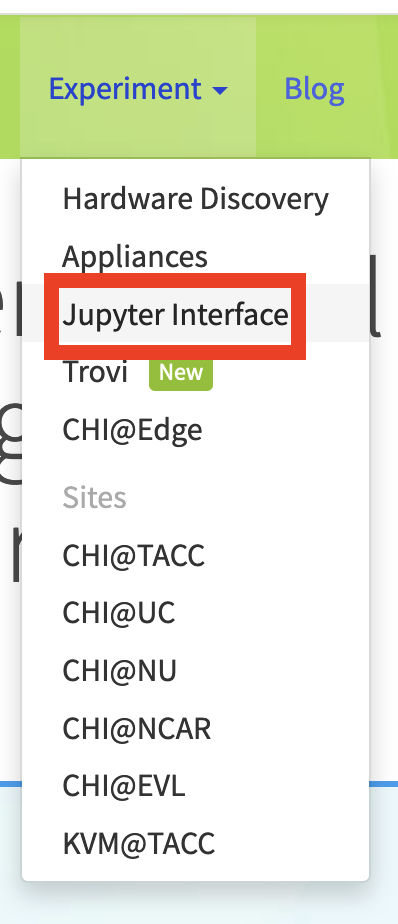 Experiment Blog
Hardware Discovery
Appliances
Jupyter Interface
Trovi New
CHI@Edge
Sites
CHI@TACC
CHI@UC
CHI@NU
CHI@NCAR
CHI@EVL
KVM@TACC